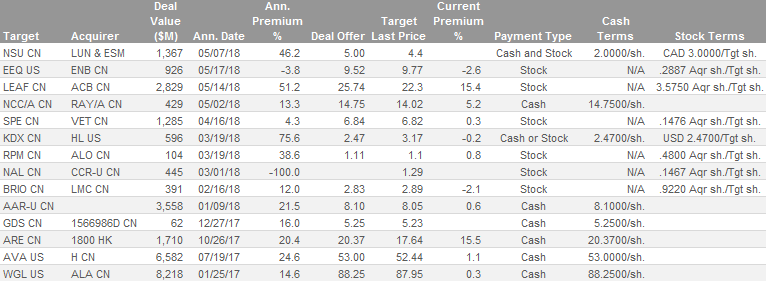 Target Acquirer Deal Value ($M) Ann. Date Ann. Premium % Deal Offer Target Last Price Current Premium % Payment Type Cash Terms Stock Terms
NSU CN LUN & ESM 1,367 05/07/18 46.2 5.00 4.4 Cash and Stock 2.0000/sh. CAD 3.0000/Tgt sh.
EEQ US ENB CN 926 05/17/18 -3.8 9.52 9.77 -2.6 Stock N/A .2887 Aqr sh./Tgt sh.
LEAF CN ACB CN 2,829 05/14/18 51.2 25.74 22.3 15.4 Stock N/A 3.5750 Aqr sh./Tgt sh.
NCC/A CN RAY/A CN 429 05/02/18 13.3 14.75 14.02 5.2 Cash 14.7500/sh.
SPE CN VET CN 1,285 04/16/18 4.3 6.84 6.82 0.3 Stock N/A .1476 Aqr sh./Tgt sh.
KDX CN HL US 596 03/19/18 75.6 2.47 3.17 -0.2 Cash or Stock 2.4700/sh. USD 2.4700/Tgt sh.
RPM CN ALO CN 104 03/19/18 38.6 1.11 1.1 0.8 Stock N/A .4800 Aqr sh./Tgt sh.
NAL CN CCR-U CN 445 03/01/18 -100.0 1.29 Stock N/A .1467 Aqr sh./Tgt sh.
BRIO CN LMC CN 391 02/16/18 12.0 2.83 2.89 -2.1 Stock N/A .9220 Aqr sh./Tgt sh.
AAR-U CN 3,558 01/09/18 21.5 8.10 8.05 0.6 Cash 8.1000/sh.
GDS CN 1566986D CN 62 12/27/17 16.0 5.25 5.23 Cash 5.2500/sh.
ARE CN 1800 HK 1,710 10/26/17 20.4 20.37 17.64 15.5 Cash 20.3700/sh.
AVA US H CN 6,582 07/19/17 24.6 53.00 52.44 1.1 Cash 53.0000/sh.
WGL US ALA CN 8,218 01/25/17 14.6 88.25 87.95 0.3 Cash 88.2500/sh.